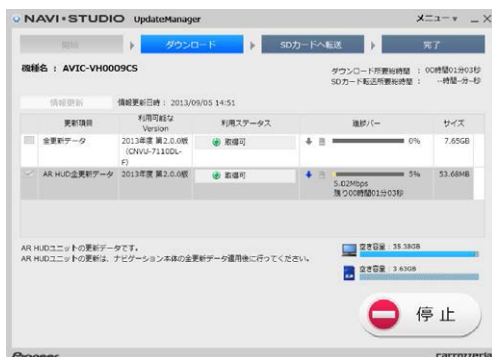 NAVI•STUDIO UpdateManager メニュー
開始 ダウンロード SDカードへ転送 完了
機種名 : AVIC-VH0009CS
ダウンロード所要総時間 : 00時間01分03秒
SDカード転送所要総時間 : --時間--分--秒
情報更新 情報更新日時 : 2013/09/05 14:51
更新項目 利用可能なVersion 利用ステータス 進捗バー サイズ
全更新データ 2013年度 第2.0.0版 (CNVU-7110DL-F) 取得可 0% 7.65GB
AR HUD全更新データ 2013年度 第2.0.0版 取得可 5% 53.68MB
5.02Mbps
残り00時間01分03秒
AR HUDユニットの更新データです。
AR HUDユニットの更新は、ナビゲーション本体の全更新データ適用後に行ってください。
空き容量 : 35.38GB
空き容量 : 3.63GB
停止
Pioneer carrozzeria